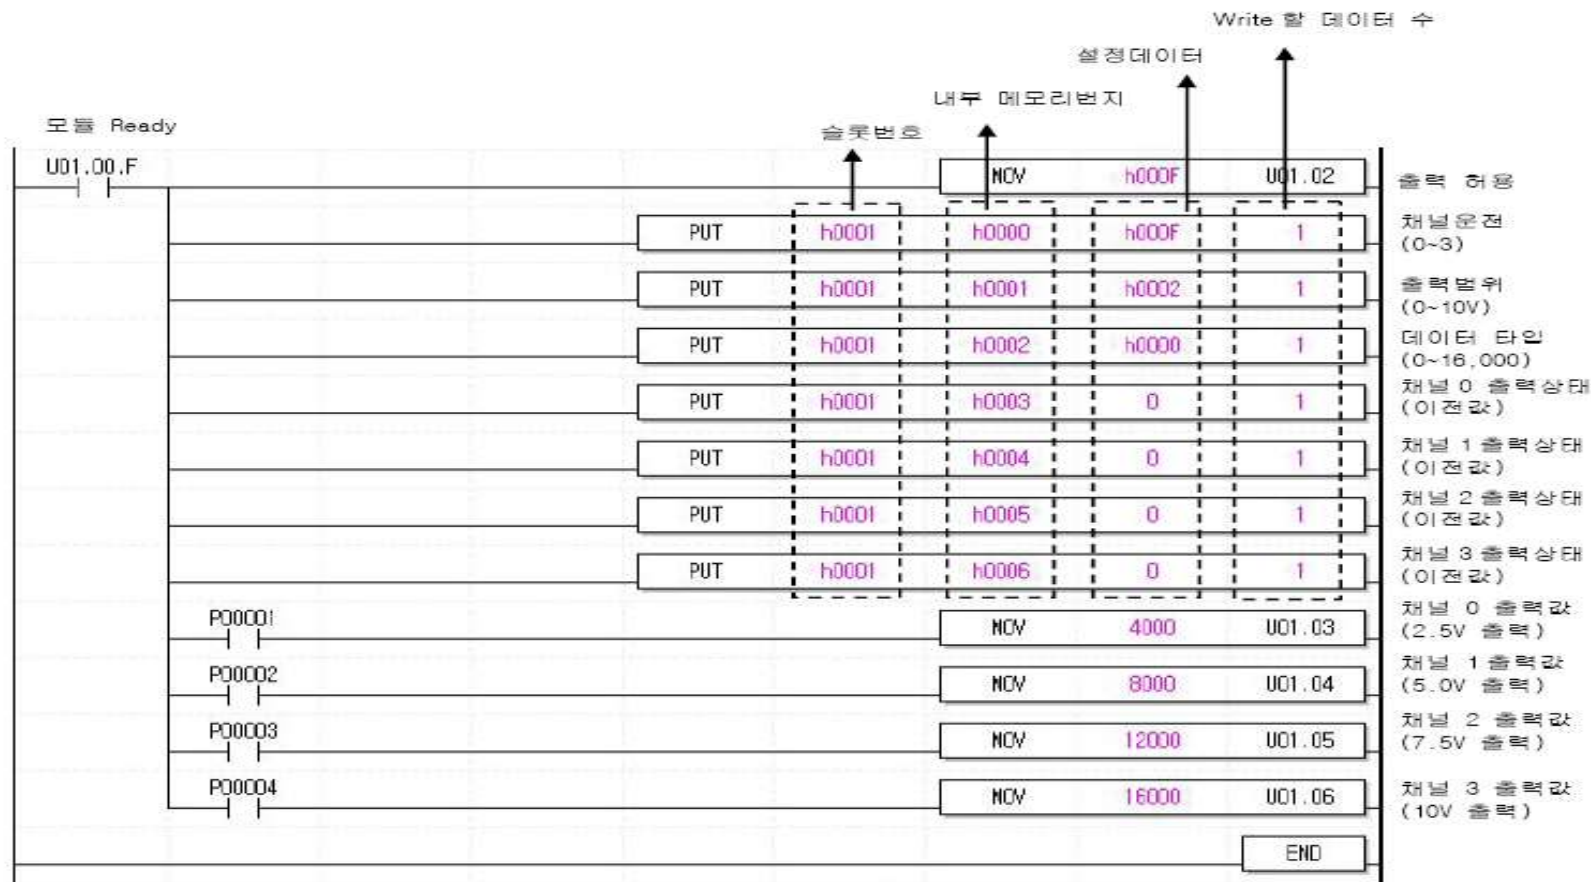 Write 할 데이터 수
설정데이터
내부 메모리번지
모듈 Ready
슬롯번호
U01.00.F
MOV h000F U01.02 출력 허용
PUT h0001 h0000 h000F 1 채널운전
(0~3)
PUT h0001 h0001 h0002 1 출력범위
(0~10V)
PUT h0001 h0002 h0000 1 데이터 타입
(0~16,000)
PUT h0001 h0003 0 1 채널 0 출력상태
(이전값)
PUT h0001 h0004 0 1 채널 1 출력상태
(이전값)
PUT h0001 h0005 0 1 채널 2 출력상태
(이전값)
PUT h0001 h0006 0 1 채널 3 출력상태
(이전값)
P00001 MOV 4000 U01.03 채널 0 출력값
(2.5V 출력)
P00002 MOV 8000 U01.04 채널 1 출력값
(5.0V 출력)
P00003 MOV 12000 U01.05 채널 2 출력값
(7.5V 출력)
P00004 MOV 16000 U01.06 채널 3 출력값
(10V 출력)
END